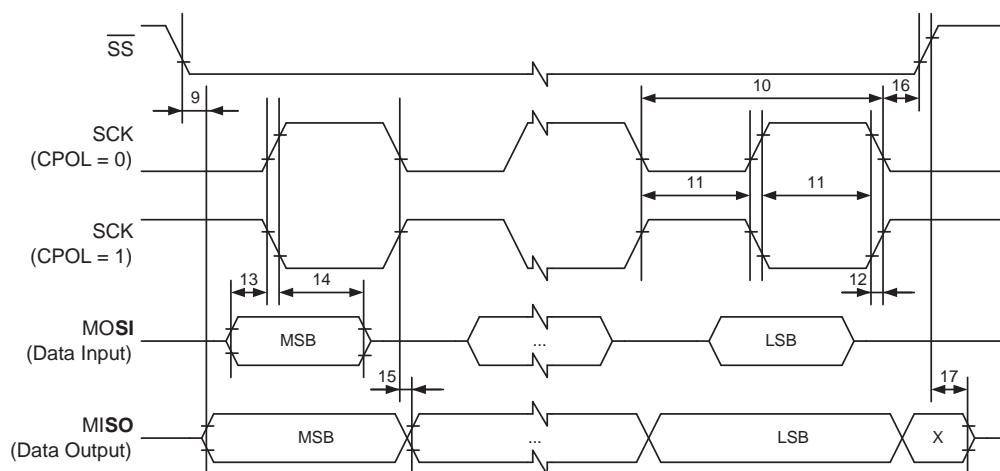 SS
9
10
16
SCK
(CPOL = 0)
11
11
SCK
(CPOL = 1)
13
14
12
MOSI
(Data Input)
MSB
...
LSB
15
17
MISO
(Data Output)
MSB
...
LSB
X